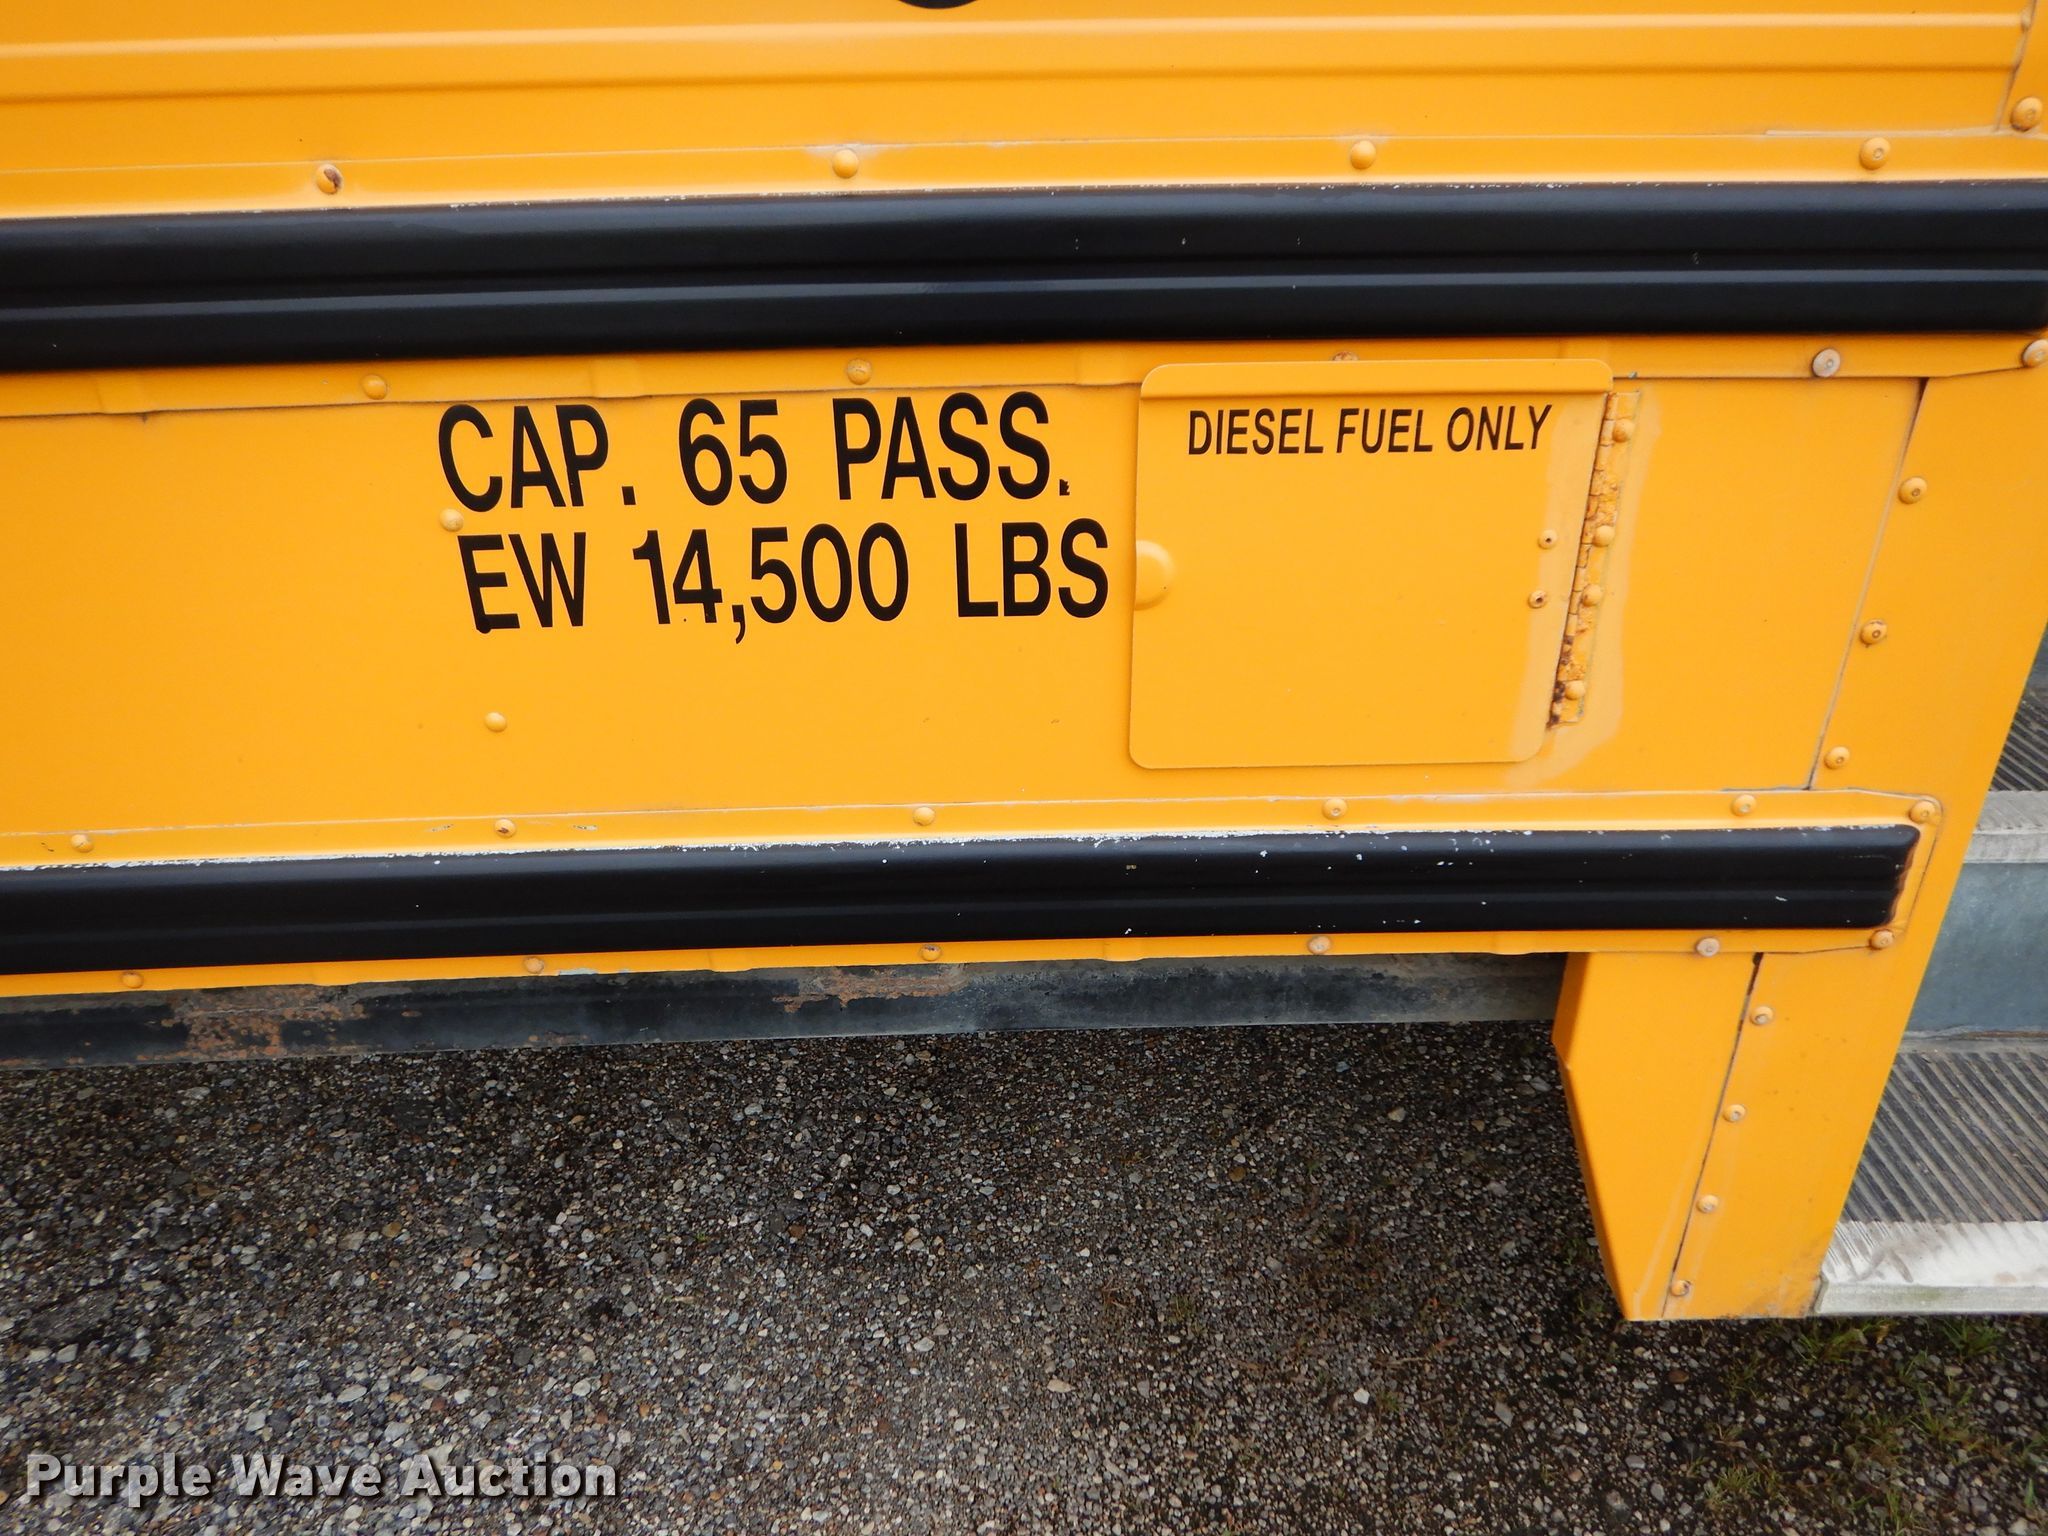 CAP. 65 PASS.
EW 14,500 LBS
DIESEL FUEL ONLY
Purple Wave Auction